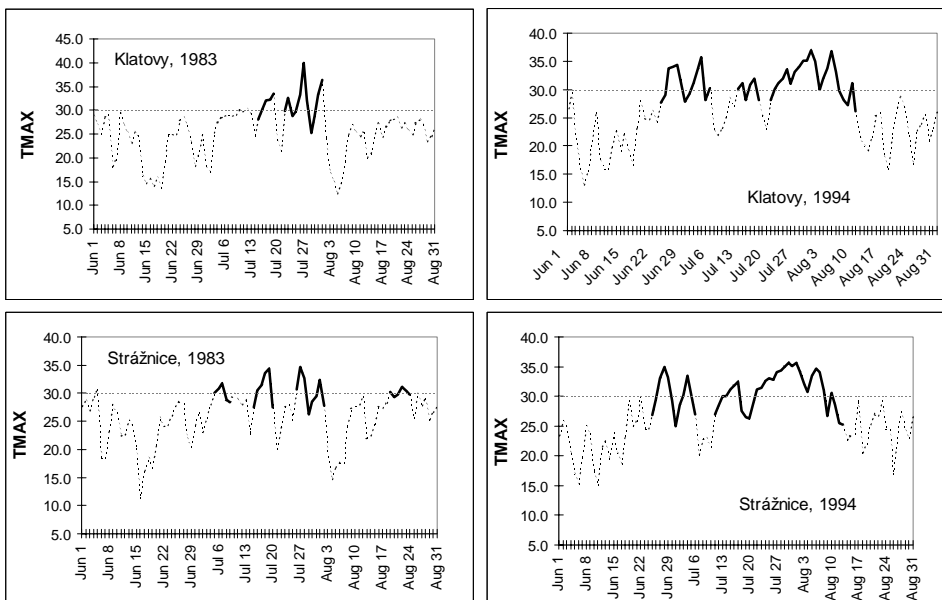 45.0
40.0
35.0
30.0
25.0
20.0
15.0
10.0
5.0
TMAX
Klatovy, 1983
Jun 1
Jun 8
Jun 15
Jun 22
Jun 29
Jul 6
Jul 13
Jul 20
Jul 27
Aug 3
Aug 10
Aug 17
Aug 24
Aug 31
40.0
35.0
30.0
25.0
20.0
15.0
10.0
5.0
TMAX
Klatovy, 1994
Jun 1
Jun 8
Jun 15
Jun 22
Jun 29
Jul 6
Jul 13
Jul 20
Jul 27
Aug 3
Aug 10
Aug 17
Aug 24
Aug 31
40.0
35.0
30.0
25.0
20.0
15.0
10.0
5.0
TMAX
Strážnice, 1983
Jun 1
Jun 8
Jun 15
Jun 22
Jun 29
Jul 6
Jul 13
Jul 20
Jul 27
Aug 3
Aug 10
Aug 17
Aug 24
Aug 31
40.0
35.0
30.0
25.0
20.0
15.0
10.0
5.0
TMAX
Strážnice, 1994
Jun 1
Jun 8
Jun 15
Jun 22
Jun 29
Jul 6
Jul 13
Jul 20
Jul 27
Aug 3
Aug 10
Aug 17
Aug 24
Aug 31